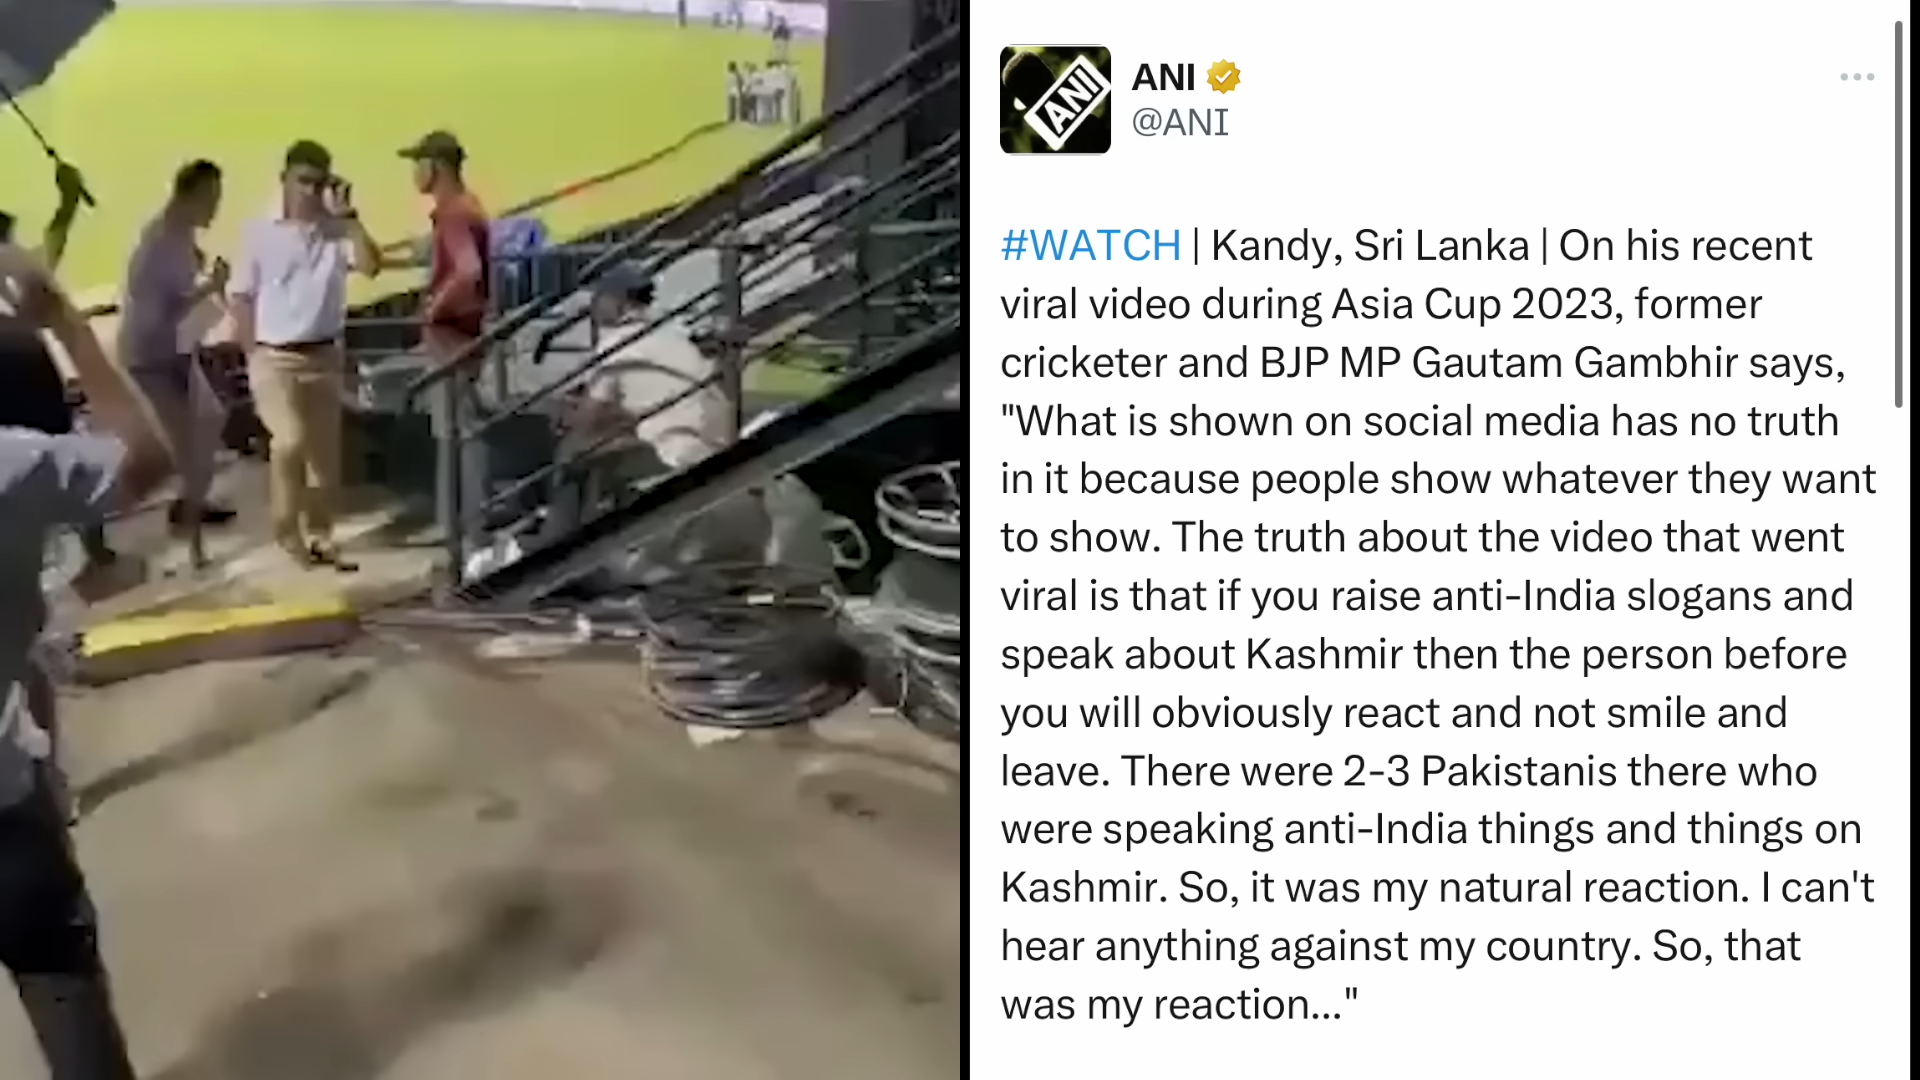 ANI
ANI
@ANI
#WATCH | Kandy, Sri Lanka | On his recent
viral video during Asia Cup 2023, former
cricketer and BJP MP Gautam Gambhir says,
"What is shown on social media has no truth
in it because people show whatever they want
to show. The truth about the video that went
viral is that if you raise anti-India slogans and
speak about Kashmir then the person before
you will obviously react and not smile and
leave. There were 2-3 Pakistanis there who
were speaking anti-India things and things on
Kashmir. So, it was my natural reaction. I can't
hear anything against my country. So, that
was my reaction..."